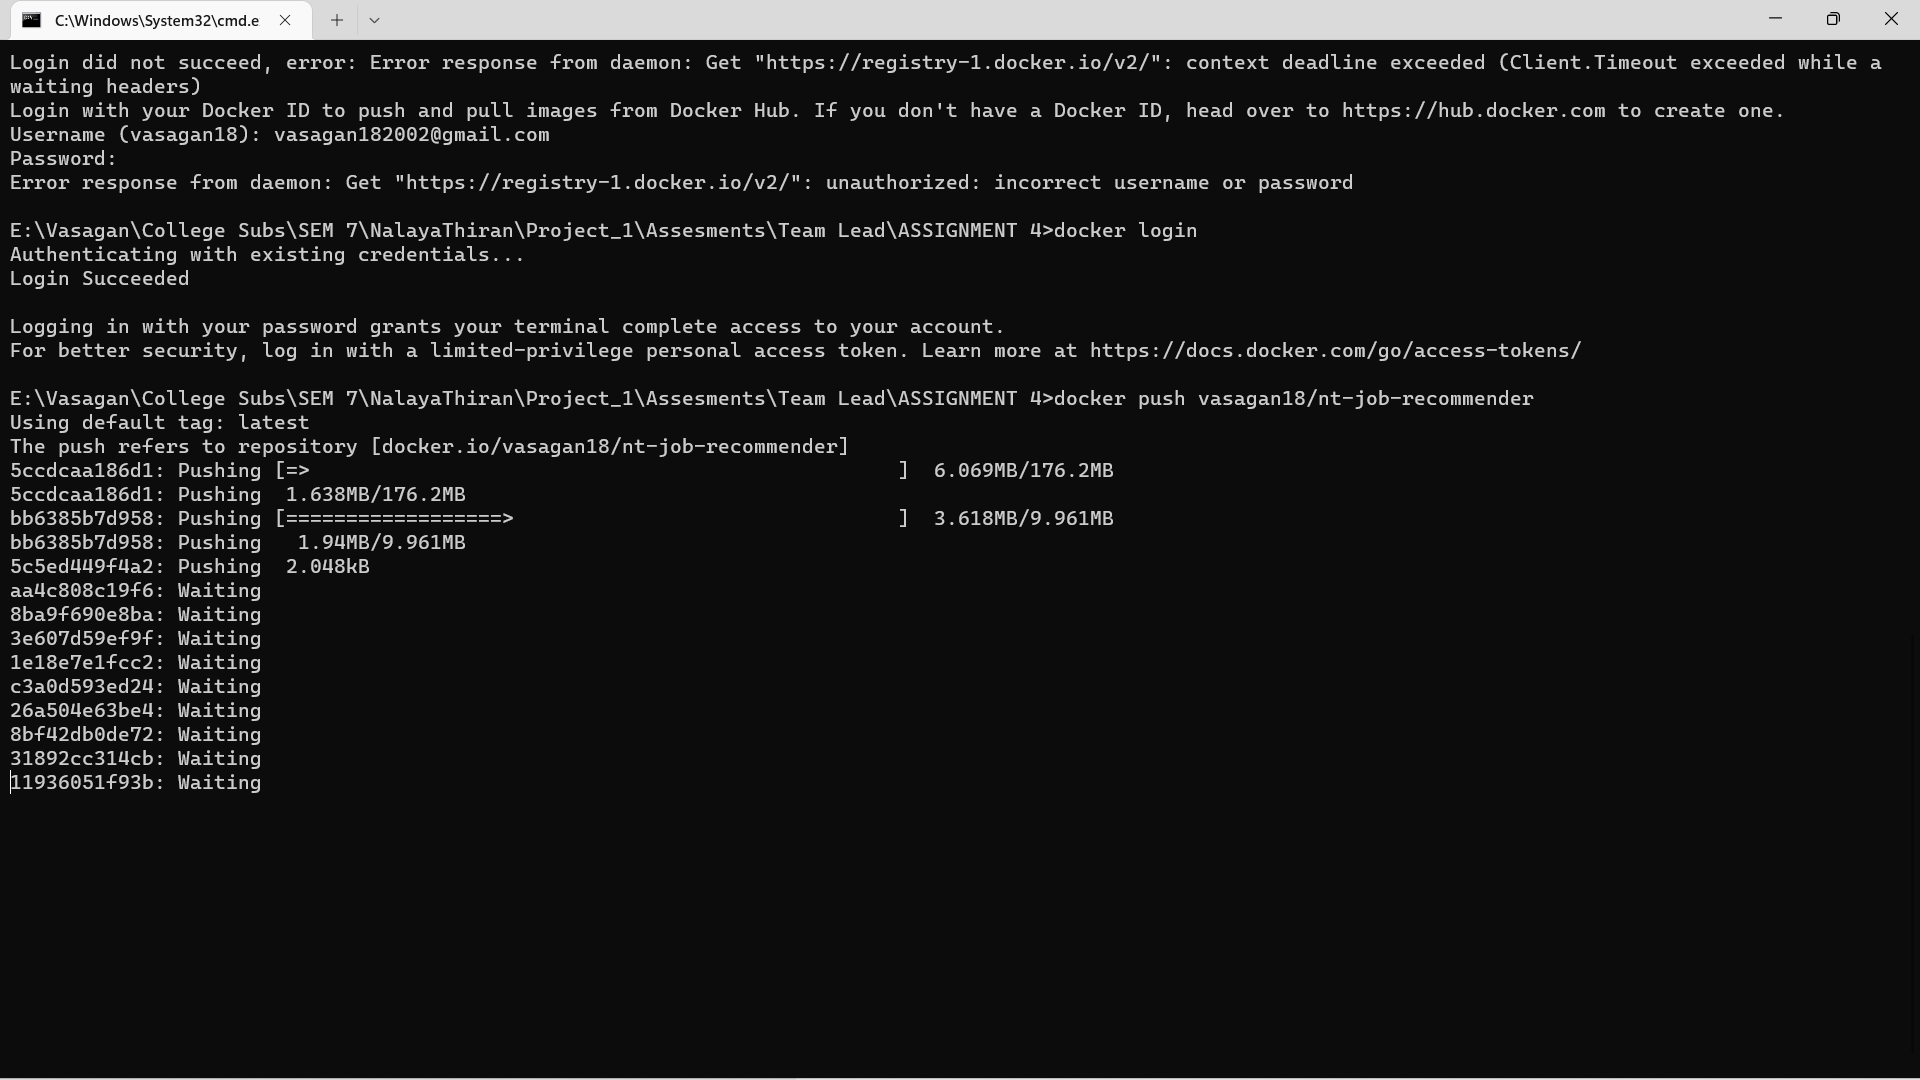 C:\Windows\System32\cmd.e
Login did not succeed, error: Error response from daemon: Get "https://registry-1.docker.io/v2/": context deadline exceeded (Client.Timeout exceeded while a
waiting headers)
Login with your Docker ID to push and pull images from Docker Hub. If you don't have a Docker ID, head over to https://hub.docker.com to create one.
Username (vasagan18): vasagan182002@gmail.com
Password:
Error response from daemon: Get "https://registry-1.docker.io/v2/": unauthorized: incorrect username or password
E:\Vasagan\College Subs\SEM 7\NalayaThiran\Project_1\Assesments\Team Lead\ASSIGNMENT 4>docker login
Authenticating with existing credentials...
Login Succeeded
Logging in with your password grants your terminal complete access to your account.
For better security, log in with a limited-privilege personal access token. Learn more at https://docs.docker.com/go/access-tokens/
E:\Vasagan\College Subs\SEM 7\NalayaThiran\Project_1\Assesments\Team Lead\ASSIGNMENT 4>docker push vasagan18/nt-job-recommender
Using default tag: latest
The push refers to repository [docker.io/vasagan18/nt-job-recommender]
5ccdcaa186d1: Pushing [=>                                                 ]  6.069MB/176.2MB
5ccdcaa186d1: Pushing  1.638MB/176.2MB
bb6385b7d958: Pushing [==================>                                ]  3.618MB/9.961MB
bb6385b7d958: Pushing   1.94MB/9.961MB
5c5ed449f4a2: Pushing  2.048kB
aa4c808c19f6: Waiting
8ba9f690e8ba: Waiting
3e607d59ef9f: Waiting
1e18e7e1fcc2: Waiting
c3a0d593ed24: Waiting
26a504e63be4: Waiting
8bf42db0de72: Waiting
31892cc314cb: Waiting
11936051f93b: Waiting